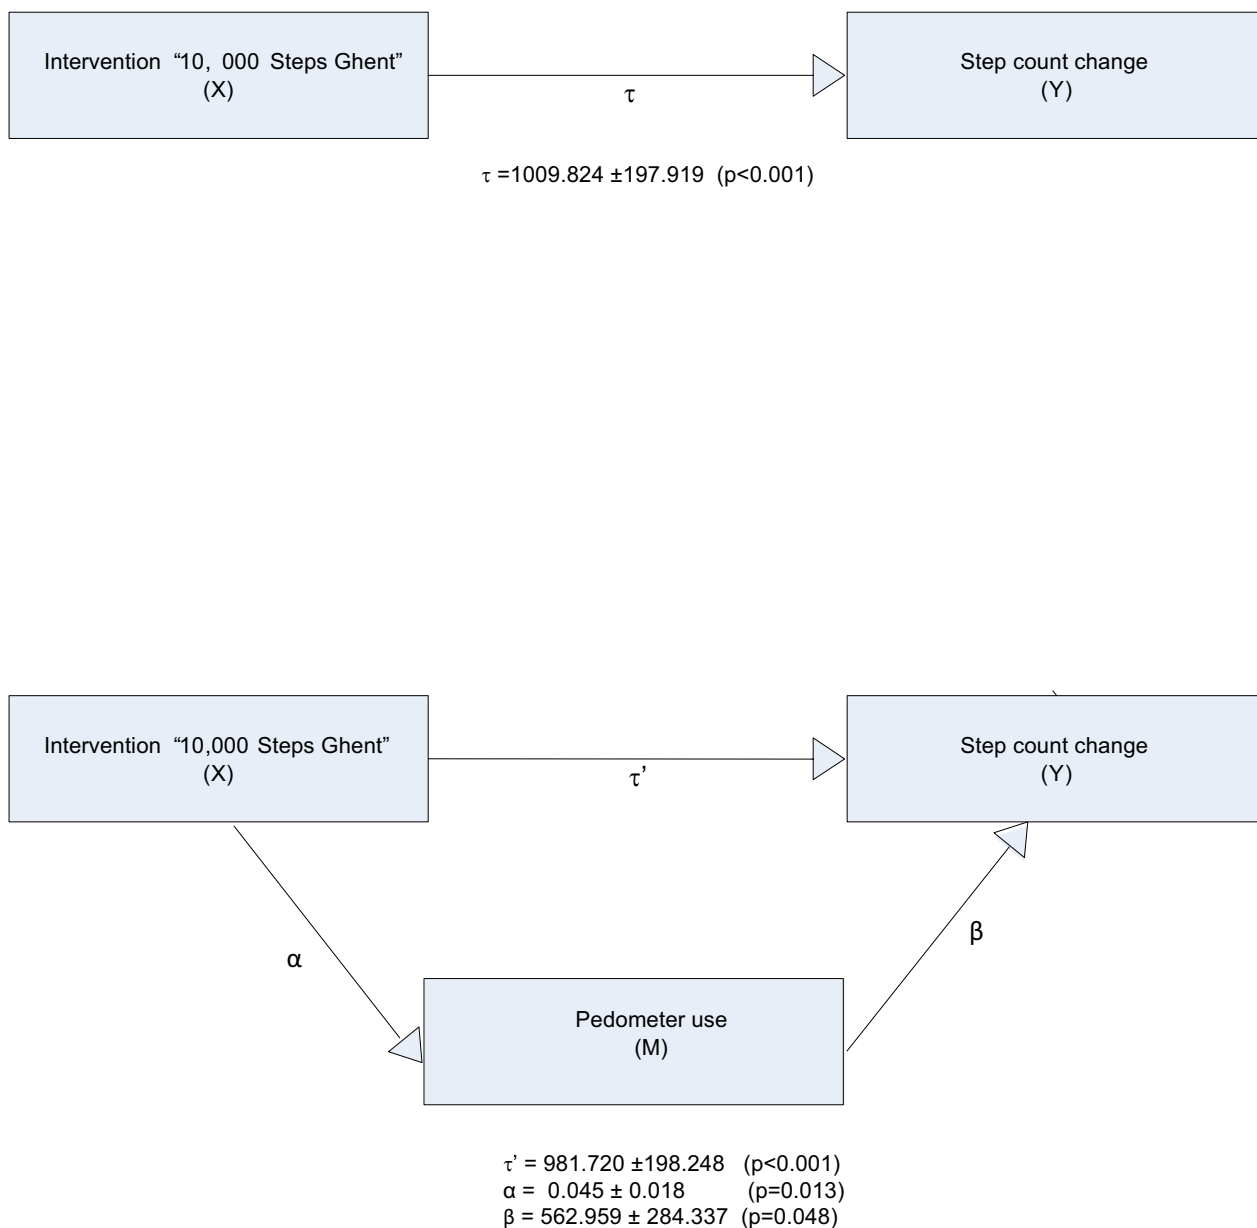 Intervention “10, 000 Steps Ghent”
(X)
τ
Step count change
(Y)
τ =1009.824 ±197.919 (p<0.001)
Intervention “10,000 Steps Ghent”
(X)
τ’
Step count change
(Y)
α
β
Pedometer use
(M)
τ’ = 981.720 ±198.248 (p<0.001)
α = 0.045 ± 0.018 (p=0.013)
β = 562.959 ± 284.337 (p=0.048)